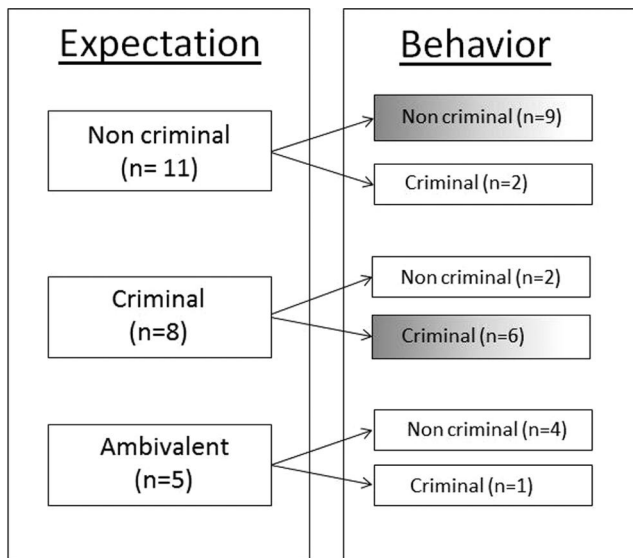 Expectation
Behavior
Non criminal
(n= 11)
Non criminal (n=9)
Criminal (n=2)
Criminal
(n=8)
Non criminal (n=2)
Criminal (n=6)
Ambivalent
(n=5)
Non criminal (n=4)
Criminal (n=1)